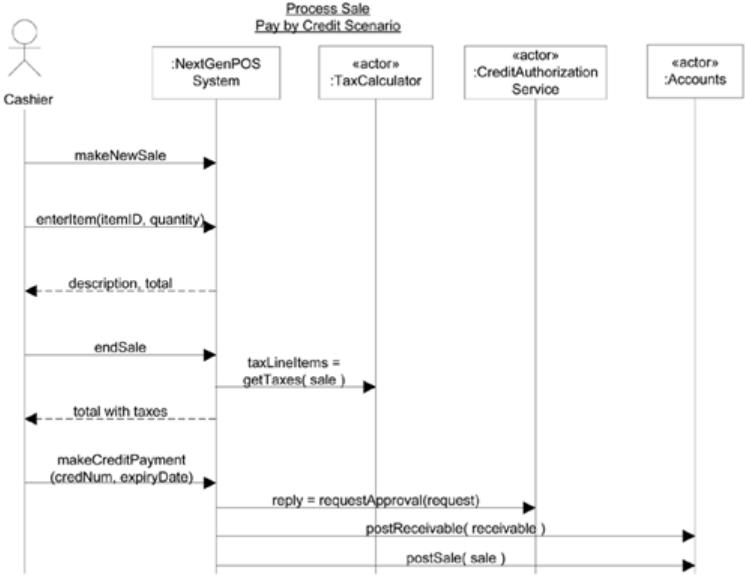 Process Sale
Pay by Credit Scenario
Cashier
:NextGenPOS
System
«actor»
:TaxCalculator
«actor»
:CreditAuthorization
Service
«actor»
:Accounts
makeNewSale
enterItem(itemID, quantity)
description, total
endSale
taxLineItems =
getTaxes( sale )
total with taxes
makeCreditPayment
(credNum, expiryDate)
reply = requestApproval(request)
postReceivable( receivable )
postSale( sale )